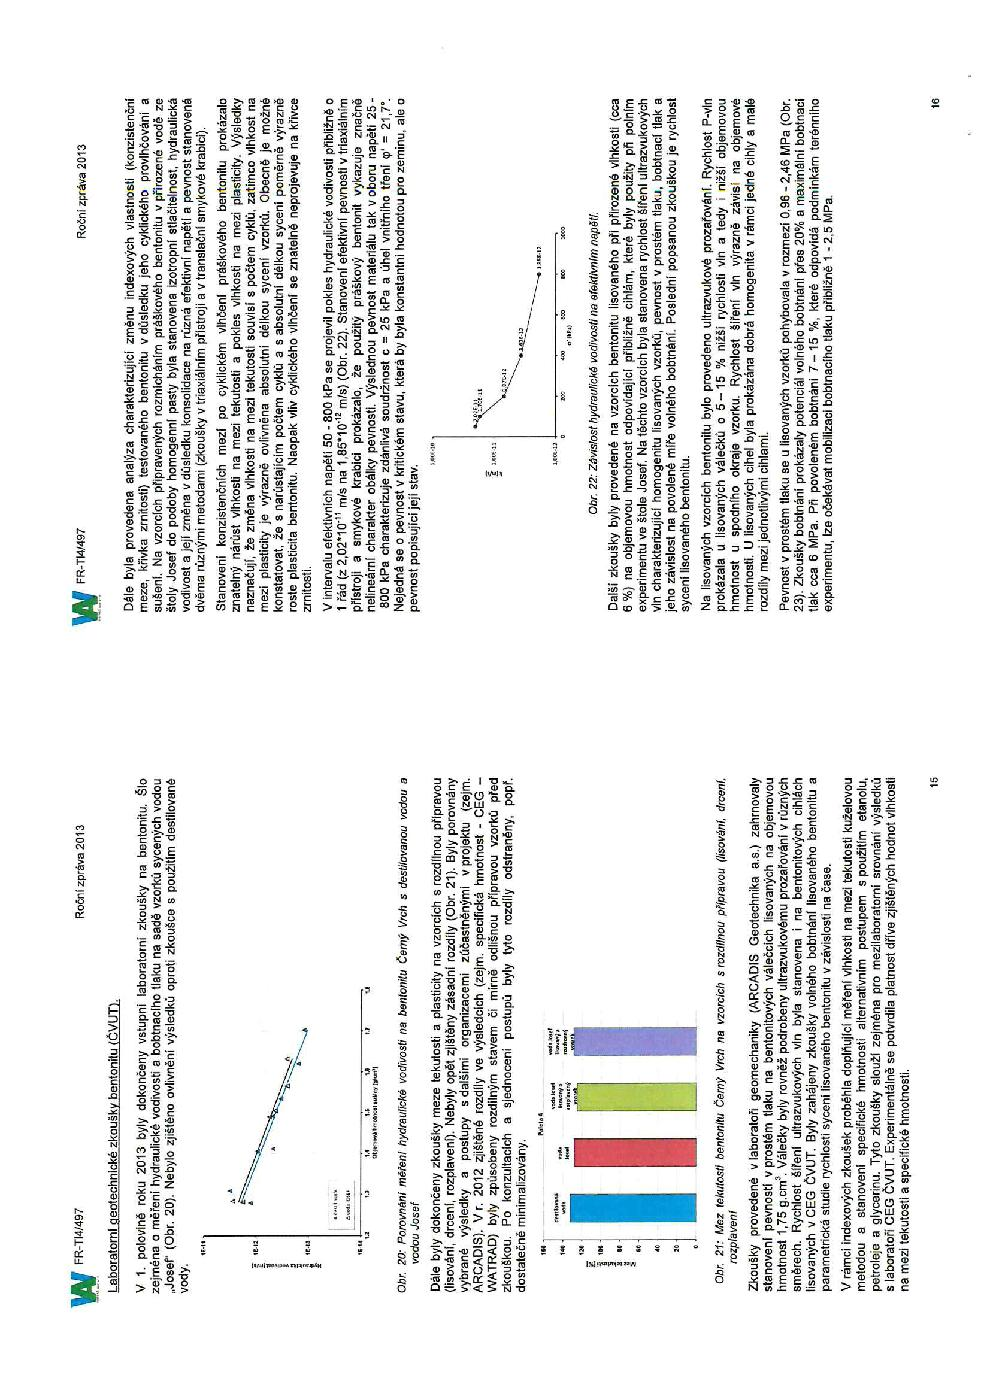 FR-TI4/497
Roční zpráva 2013
Laboratorní geotechnické zkoušky bentonitu (ČVUT).
V 1. polovině roku 2013 byly dokončeny vstupní laboratorní zkoušky na bentonitu. Šlo
zejména o měření hydraulické vodivosti a bobtnacího tlaku na sadě vzorků sycených vodou
„Josef (Obr. 20). Nebylo zjištěno ovlivnění výsledků oproti zkoušce s použitím destilované
vody.
Obr. 20: Porovnání měření hydraulické vodivosti na bentonitu Černý Vrch s destilovanou vodou a
vodou Josef
Dále byly dokončeny zkoušky meze tekutosti a plasticity na vzorcích s rozdílnou přípravou
(lisování, drcení, rozplavení). Nebyly opět zjištěny zásadní rozdíly (Obr. 21). Byly porovnány
vybrané výsledky a postupy s dalšími organizacemi zúčastněnými v projektu (zejm.
ARCADIS). V r. 2012 zjištěné rozdíly ve výsledcích (zejm. specifická hmotnost - CEG –
WATRAD) byly způsobeny rozdílným stavem či mírně odlišnou přípravou vzorků před
zkouškou. Po konzultacích a sjednocení postupů byly tyto rozdíly odstraněny, popř.
dostatečně minimalizovány.
160
140
120
100
80
60
40
20
0
Obr. 21: Mez tekutosti bentonitu Černý Vrch na vzorcích s rozdílnou přípravou (lisování, drcení,
rozplavení
Zkoušky provedené v laboratoři geomechaniky (ARCADIS Geotechnika a.s.) zahrnovaly
stanovení pevností v prostém tlaku na bentonitových válečcích lisovaných na objemovou
hmotnost 1,75 g.cm³. Válečky byly rovněž podrobeny ultrazvukovému prozařování v různých
směrech. Rychlost šíření ultrazvukových vln byla stanovena i na bentonitových cihlách
lisovaných v CEG ČVUT. Byly zahájeny zkoušky volného bobtnání lisovaného bentonitu a
parametrická studie rychlosti sycení lisovaného bentonitu v závislosti na čase.
V rámci indexových zkoušek proběhla doplňující měření vlhkosti na mezi tekutosti kuželovou
metodou a stanovení specifické hmotnosti alternativním postupem s použitím etanolu,
petroleje a glycerinu. Tyto zkoušky slouží zejména pro mezilaboratorní srovnání výsledků
s laboratoří CEG ČVUT. Experimentálně se potvrdila platnost dříve zjištěných hodnot vlhkosti
na mezi tekutosti a specifické hmotnosti.
15
FR-TI4/497
Roční zpráva 2013
Dále byla provedena analýza charakterizující změnu indexových vlastností (konzistenční
meze, křivka zrnitosti) testovaného bentonitu v důsledku jeho cyklického provlhčování a
sušení. Na vzorcích připravených rozmícháním práškového bentonitu v přirozené vodě ze
štoly Josef do podoby homogenní pasty byla stanovena izotropní stlačitelnost, hydraulická
vodivost a její změna v důsledku konsolidace na různá efektivní napětí a pevnost stanovená
dvěma různými metodami (zkoušky v triaxiálním přístroji a v translační smykové krabici).
Stanovení konzistenčních mezí po cyklickém vlhčení práškového bentonitu prokázalo
znatelný nárůst vlhkosti na mezi tekutosti a pokles vlhkosti na mezi plasticity. Výsledky
naznačují, že změna vlhkosti na mezi tekutosti souvisí s počtem cyklů, zatímco vlhkost na
mezi plasticity je výrazně ovlivněna absolutní délkou sycení vzorků. Obecně je možné
konstatovat, že s narůstajícím počtem cyklů a s absolutní délkou sycení poměrně výrazně
roste plasticita bentonitu. Naopak vliv cyklického vlhčení se znatelně neprojevuje na křivce
zrnitosti.
V intervalu efektivních napětí 50 - 800 kPa se projevil pokles hydraulické vodivosti přibližně o
1 řád (z 2,02*10⁻¹¹ m/s na 1,85*10⁻¹² m/s) (Obr. 22). Stanovení efektivní pevnosti v triaxiálním
přístroji a smykové krabici prokázalo, že použitý práškový bentonit vykazuje značně
nelineární charakter obálky pevnosti. Výslednou pevnost materiálu tak v oboru napětí 25 -
800 kPa charakterizuje zdánlivá soudržnost c = 25 kPa a úhel vnitřního tření φ' = 21,7°.
Nejedná se o pevnost v kritickém stavu, která by byla konstantní hodnotou pro zeminu, ale o
pevnost popisující její stav.
1,00E-10
1,00E-11
1,00E-12
0
200
400
600
800
1000
Obr. 22: Závislost hydraulické vodivosti na efektivním napětí.
Další zkoušky byly provedené na vzorcích bentonitu lisovaného při přirozené vlhkosti (cca
6 %) na objemovou hmotnost odpovídající přibližně cihlám, které byly použity při polním
experimentu ve štole Josef. Na těchto vzorcích byla stanovena rychlost šíření ultrazvukových
vln charakterizující homogenitu lisovaných vzorků, pevnost v prostém tlaku, bobtnací tlak a
jeho závislost na povolené míře volného bobtnání. Poslední popsanou zkouškou je rychlost
sycení lisovaného bentonitu.
Na lisovaných vzorcích bentonitu bylo provedeno ultrazvukové prozařování. Rychlost P-vln
prokázala u lisovaných válečků o 5 – 15 % nižší rychlosti vln a tedy i nižší objemovou
hmotnost u spodního okraje vzorku. Rychlost šíření vln výrazně závisí na objemové
hmotnosti. U lisovaných cihel byla prokázána dobrá homogenita v rámci jedné cihly a malé
rozdíly mezi jednotlivými cihlami.
Pevnost v prostém tlaku se u lisovaných vzorků pohybovala v rozmezí 0,96 - 2,46 MPa (Obr.
23). Zkoušky bobtnání prokázaly potenciál volného bobtnání přes 20% a maximální bobtnací
tlak cca 6 MPa. Při povoleném bobtnání 7 – 15 %, které odpovídá podmínkám terénního
experimentu, lze očekávat mobilizaci bobtnacího tlaku přibližně 1 - 2,5 MPa.
16